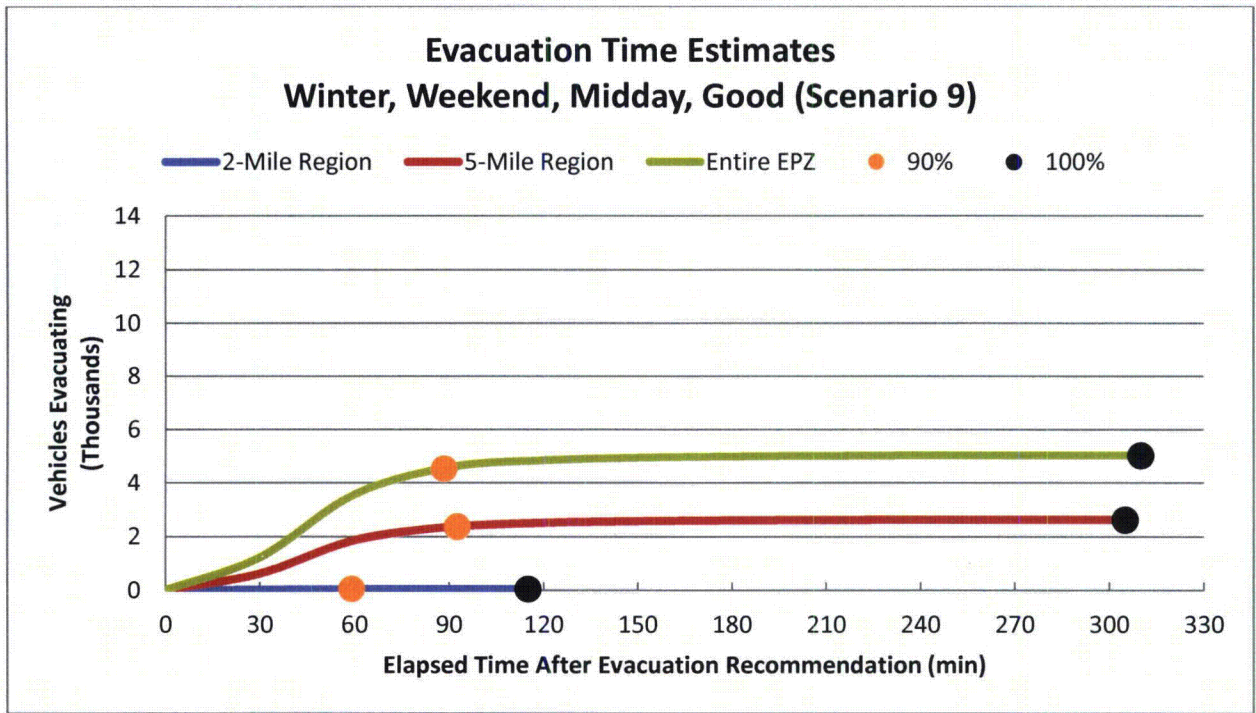 Evacuation Time Estimates
Winter, Weekend, Midday, Good (Scenario 9)
2-Mile Region 5-Mile Region Entire EPZ 90% 100%
14
12
10
8
6
4
2
0
Vehicles Evacuating
(Thousands)
0 30 60 90 120 150 180 210 240 270 300 330
Elapsed Time After Evacuation Recommendation (min)